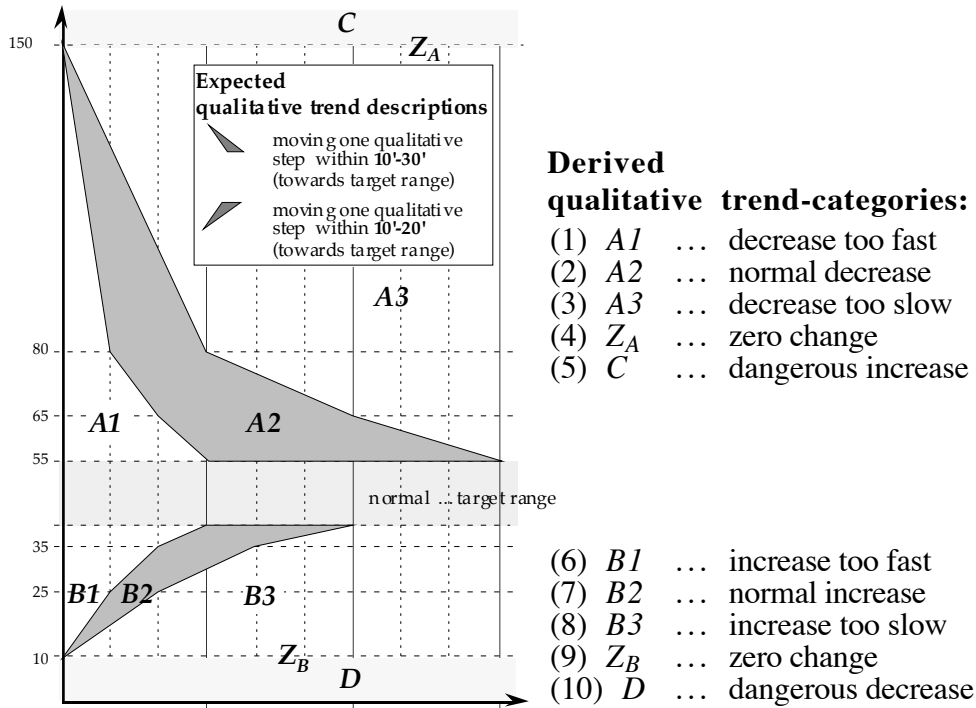 C
150
Z_A
Expected
qualitative trend descriptions
moving one qualitative
step within 10'-30'
(towards target range)
moving one qualitative
step within 10'-20'
(towards target range)
A3
80
65
A1
A2
55
normal ... target range
35
25
B1
B2
B3
10
Z_B
D
Derived
qualitative trend-categories:
(1) A1 ... decrease too fast
(2) A2 ... normal decrease
(3) A3 ... decrease too slow
(4) Z_A ... zero change
(5) C ... dangerous increase
(6) B1 ... increase too fast
(7) B2 ... normal increase
(8) B3 ... increase too slow
(9) Z_B ... zero change
(10) D ... dangerous decrease